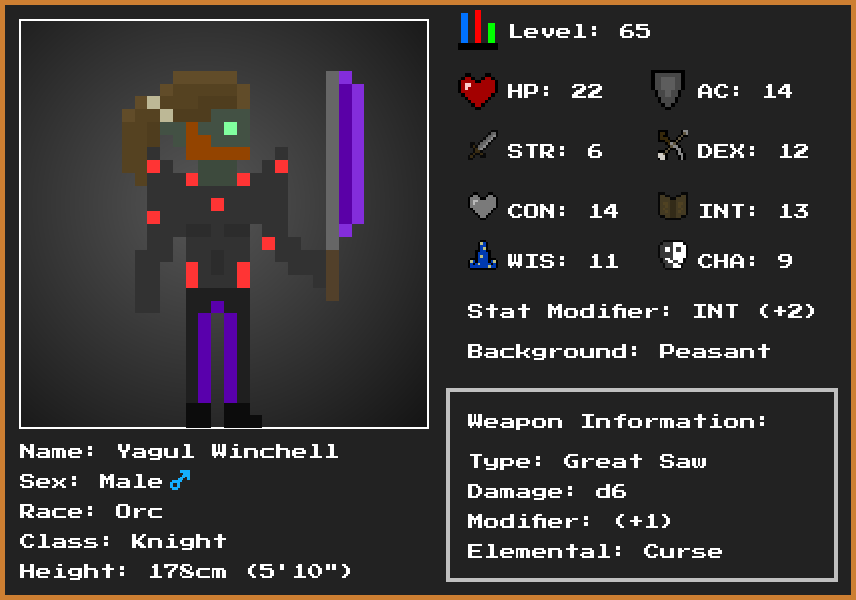 Level: 65
HP: 22
AC: 14
STR: 6
DEX: 12
CON: 14
INT: 13
WIS: 11
CHA: 9
Stat Modifier: INT (+2)
Background: Peasant
Weapon Information:
Type: Great Saw
Damage: d6
Modifier: (+1)
Elemental: Curse
Name: Yagul Winchell
Sex: Male♂
Race: Orc
Class: Knight
Height: 178cm (5'10")